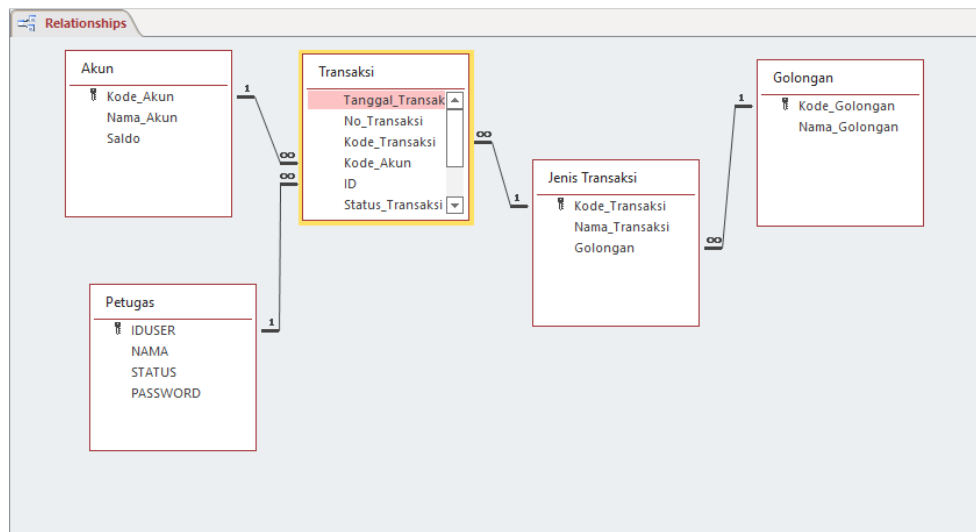 Relationships
Akun
Kode_Akun
Nama_Akun
Saldo
1
∞
Transaksi
Tanggal_Transak
No_Transaksi
Kode_Transaksi
Kode_Akun
ID
Status_Transaksi
∞
∞
1
Jenis Transaksi
Kode_Transaksi
Nama_Transaksi
Golongan
∞
1
Golongan
Kode_Golongan
Nama_Golongan
Petugas
IDUSER
NAMA
STATUS
PASSWORD
1